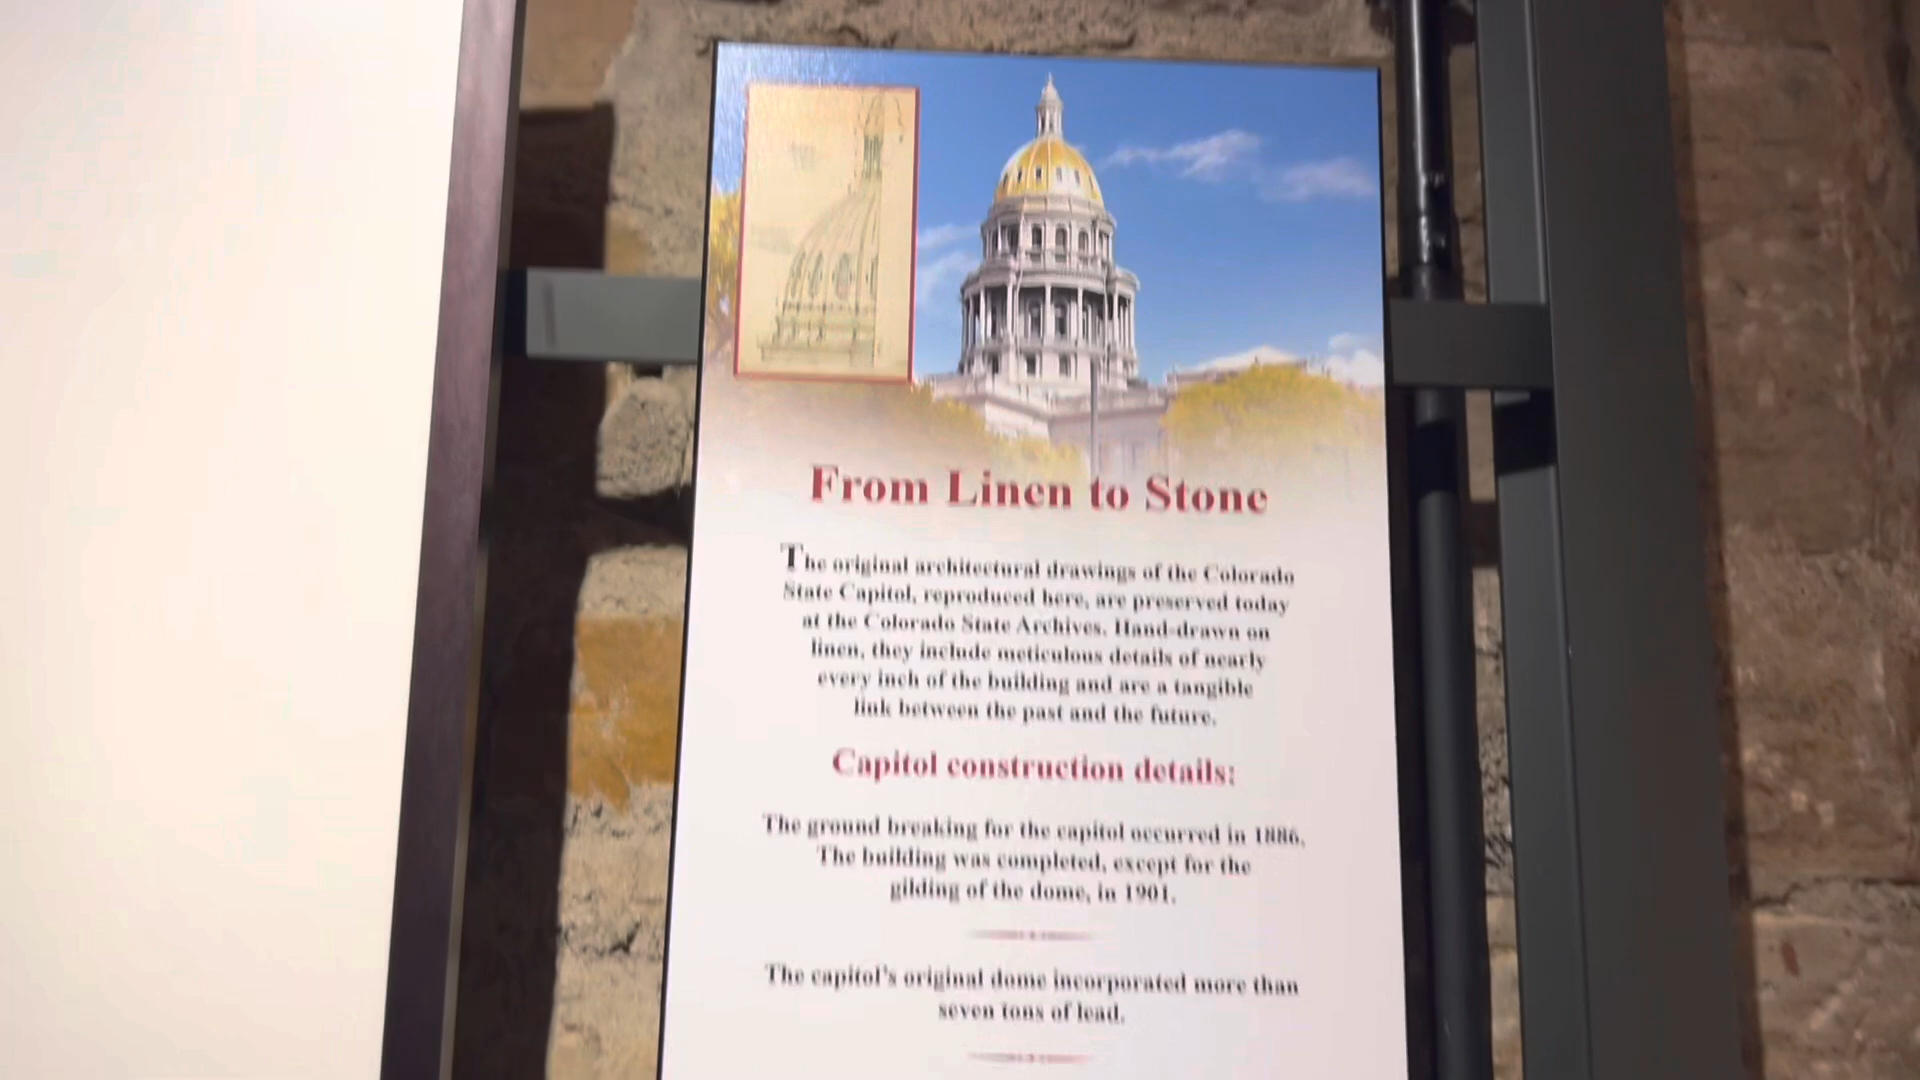 From Linen to Stone
The original architectural drawings of the Colorado
State Capitol, reproduced here, are preserved today
at the Colorado State Archives. Hand-drawn on
linen, they include meticulous details of nearly
every inch of the building and are a tangible
link between the past and the future.
Capitol construction details:
The ground breaking for the capitol occurred in 1886.
The building was completed, except for the
gilding of the dome, in 1901.
The capitol's original dome incorporated more than
seven tons of lead.